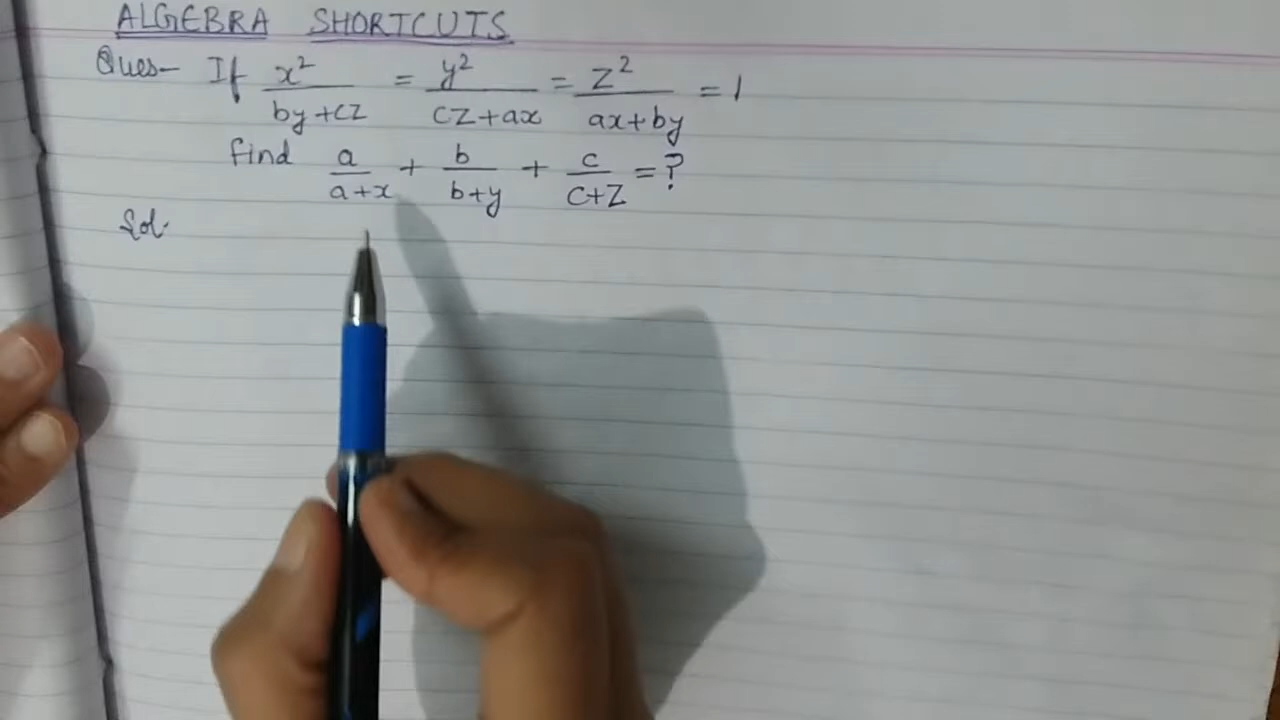 ALGEBRA SHORTCUTS
Ques- If x²/(by+cz) = y²/(cz+ax) = z²/(ax+by) = 1
find a/(a+x) + b/(b+y) + c/(c+z) = ?
Sol.